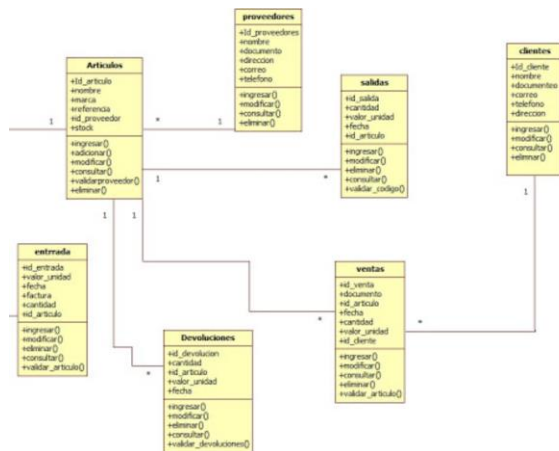 proveedores
+Id_proveedores
+nombre
+documento
+direccion
+correo
+telefono
+ingresar()
+modificar()
+consultar()
+eliminar()
Articulos
+Id_articulo
+nombre
+marca
+referencia
+id_proveedor
+stock
+ingresar()
+adicionar()
+modificar()
+consultar()
+validarproveedor()
+eliminar()
clientes
+Id_cliente
+nombre
+documenteo
+correo
+telefono
+direccion
+ingresar()
+modificar()
+consultar()
+elimnar()
salidas
+id_salida
+cantidad
+valor_unidad
+fecha
+id_articulo
+ingresar()
+modificar()
+eliminar()
+consultar()
+validar_codigo()
1
*
1
1
*
1
1
1
entrrada
+id_entrada
+valor_unidad
+fecha
+factura
+cantidad
+id_articulo
+ingresar()
+modificar()
+eliminar()
+consultar()
+validar_articulo()
ventas
+id_venta
+documento
+id_articulo
+fecha
+cantidad
+valor_unidad
+id_cliente
+ingresar()
+modificar()
+consultar()
+eliminar()
+validar_articulo()
*
*
Devoluciones
+id_devolucion
+cantidad
+id_articulo
+valor_unidad
+fecha
+ingresar()
+modificar()
+eliminar()
+consultar()
+validar_devoluciones()
*